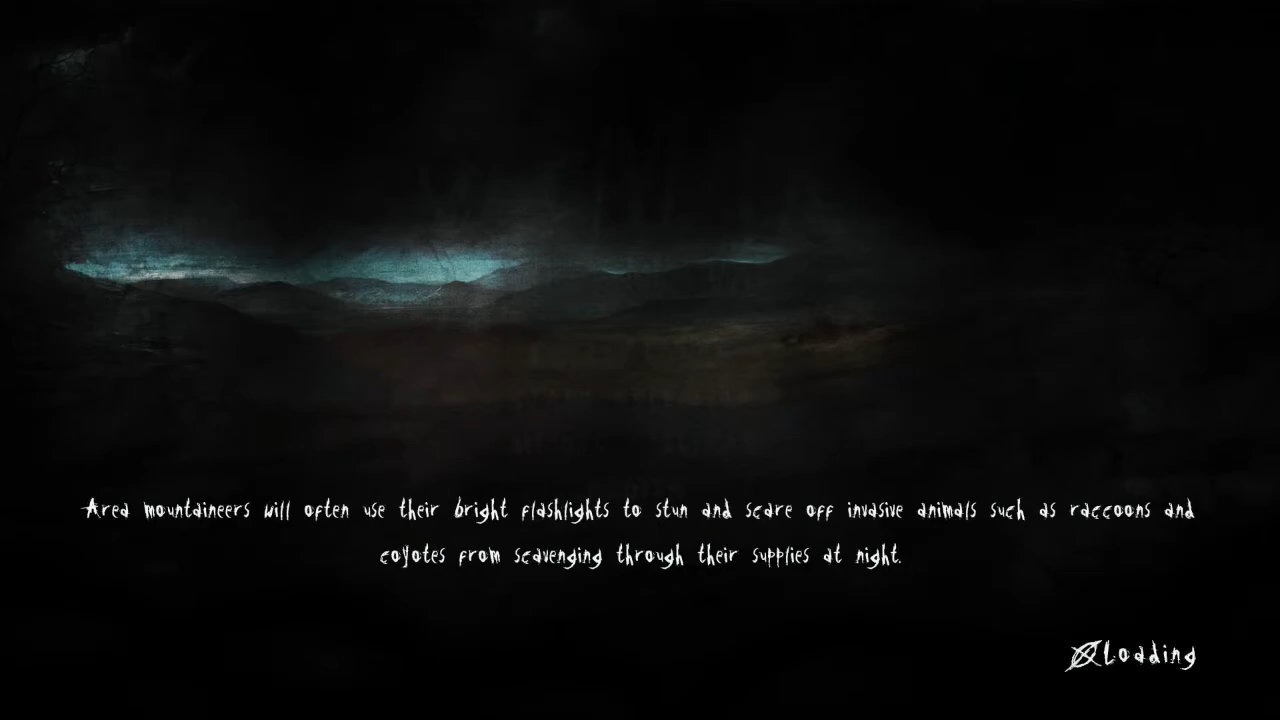 Area mountaineers will often use their bright flashlights to stun and scare off invasive animals such as raccoons and
coyotes from scavenging through their supplies at night.
Loading